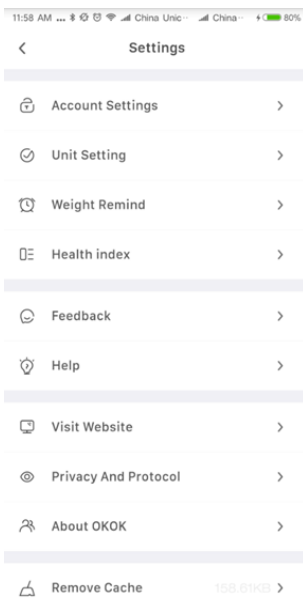 11:58 AM ... China Unic·· China·· 80%
Settings
Account Settings
Unit Setting
Weight Remind
Health index
Feedback
Help
Visit Website
Privacy And Protocol
About OKOK
Remove Cache 158.61KB